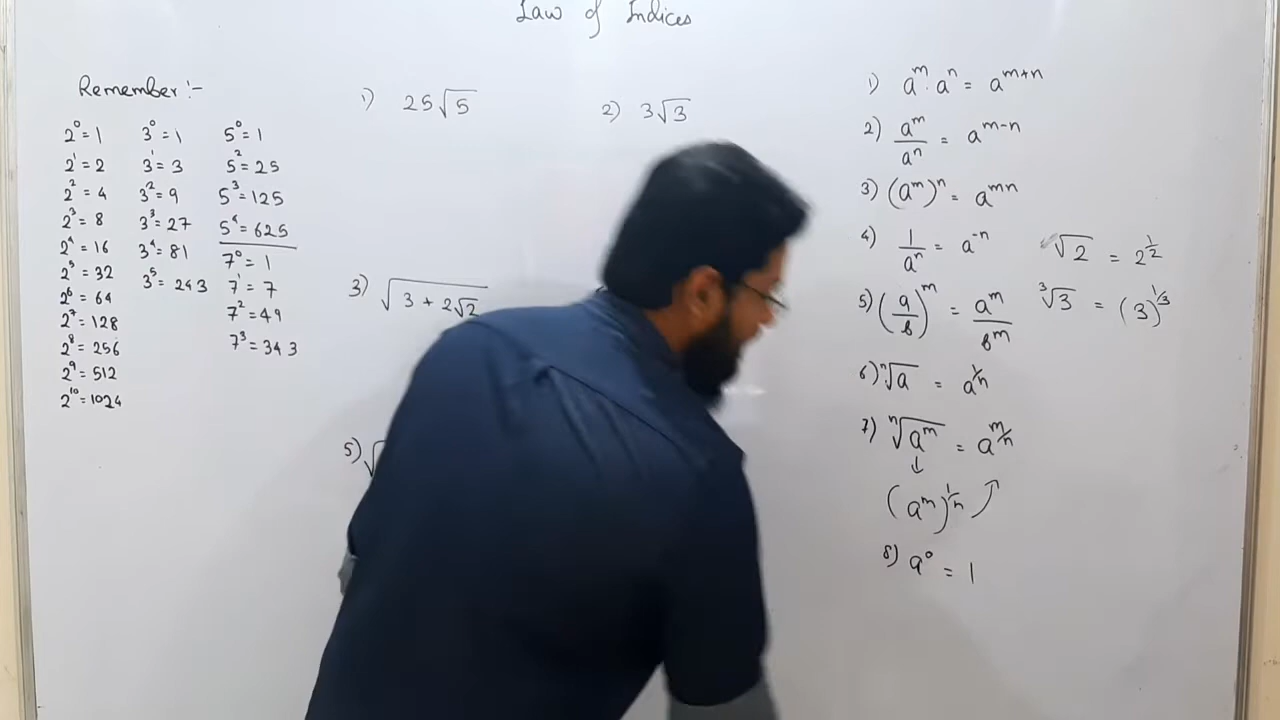 Law of Indices
Remember :-
2⁰ = 1
2¹ = 2
2² = 4
2³ = 8
2⁴ = 16
2⁵ = 32
2⁶ = 64
2⁷ = 128
2⁸ = 256
2⁹ = 512
2¹⁰ = 1024
3⁰ = 1
3¹ = 3
3² = 9
3³ = 27
3⁴ = 81
3⁵ = 243
5⁰ = 1
5² = 25
5³ = 125
5⁴ = 625
7⁰ = 1
7¹ = 7
7² = 49
7³ = 343
1) 25√5
2) 3√3
3) √(3 + 2√2)
5) √
1) aᵐ · aⁿ = aᵐ⁺ⁿ
2) aᵐ/aⁿ = aᵐ⁻ⁿ
3) (aᵐ)ⁿ = aᵐⁿ
4) 1/aⁿ = a⁻ⁿ
5) (a/b)ᵐ = aᵐ/bᵐ
6) ⁿ√a = a^(1/n)
7) ⁿ√(aᵐ) = a^(m/n)
↓
(aᵐ)^(1/n) ↗
8) a⁰ = 1
√2 = 2^(1/2)
³√3 = (3)^(1/3)